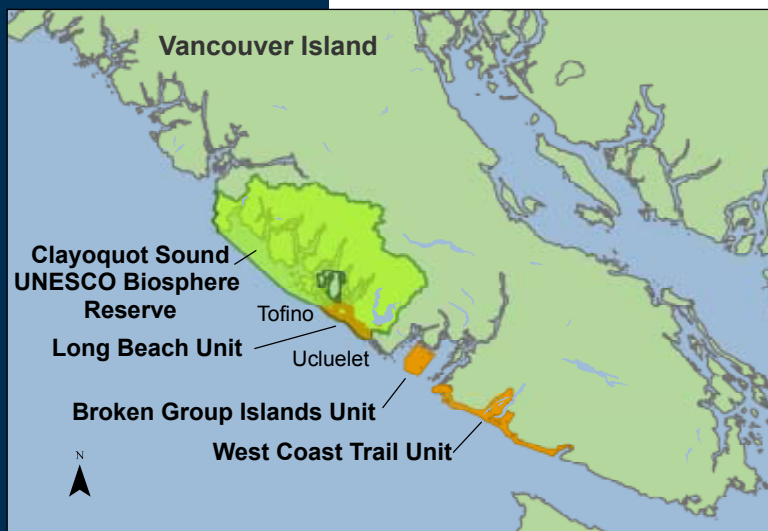 Vancouver Island
Clayoquot Sound
UNESCO Biosphere
Reserve
Tofino
Long Beach Unit
Ucluelet
Broken Group Islands Unit
West Coast Trail Unit
N